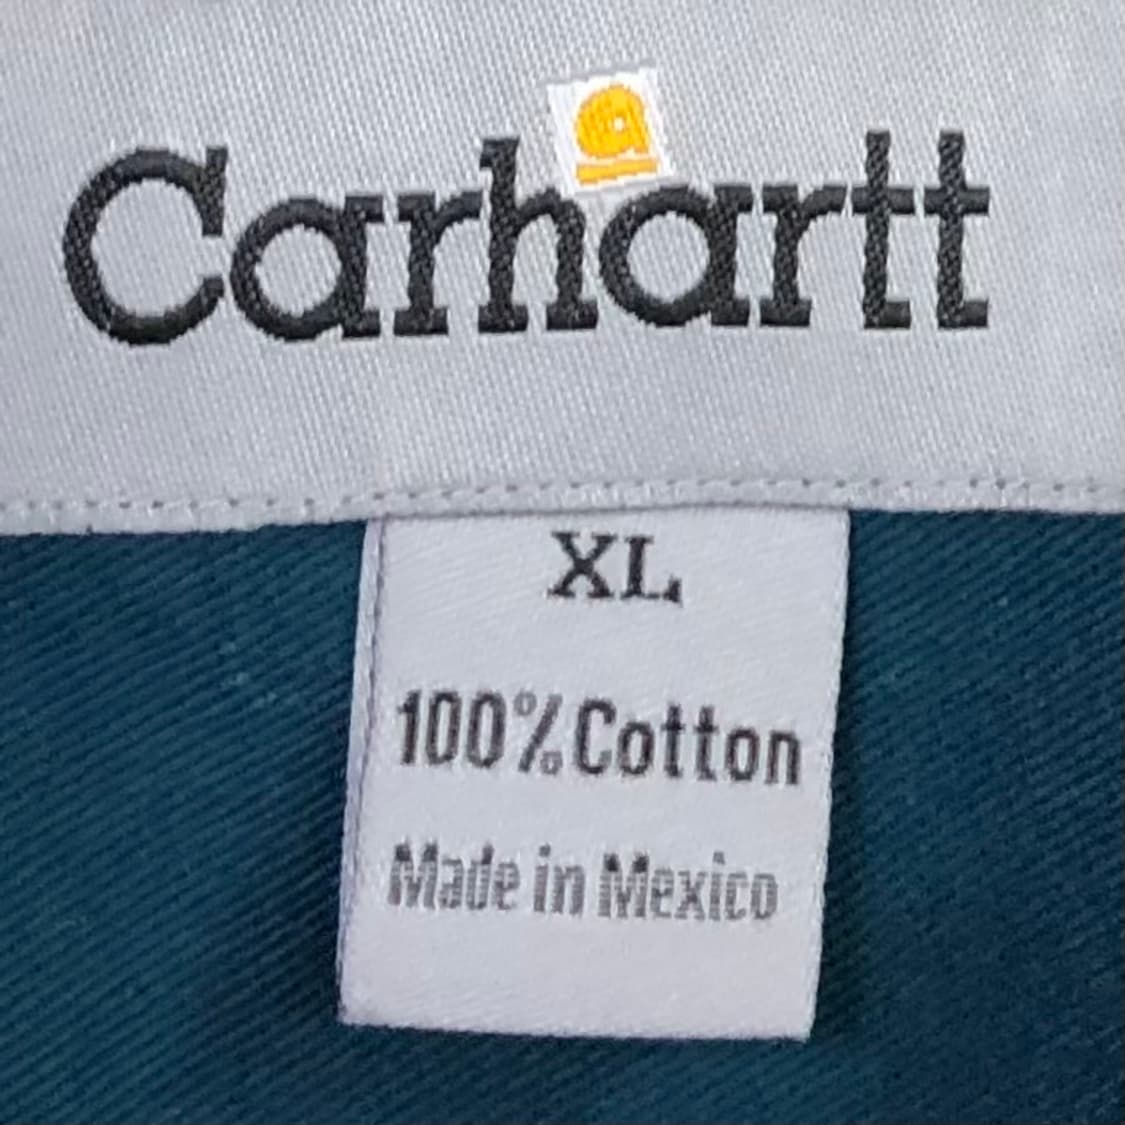 Carhartt
XL
100% Cotton
Made in Mexico